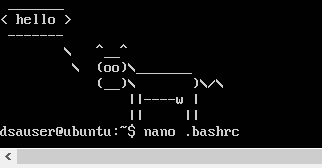 < hello >
dsauser@ubuntu:~$ nano .bashrc